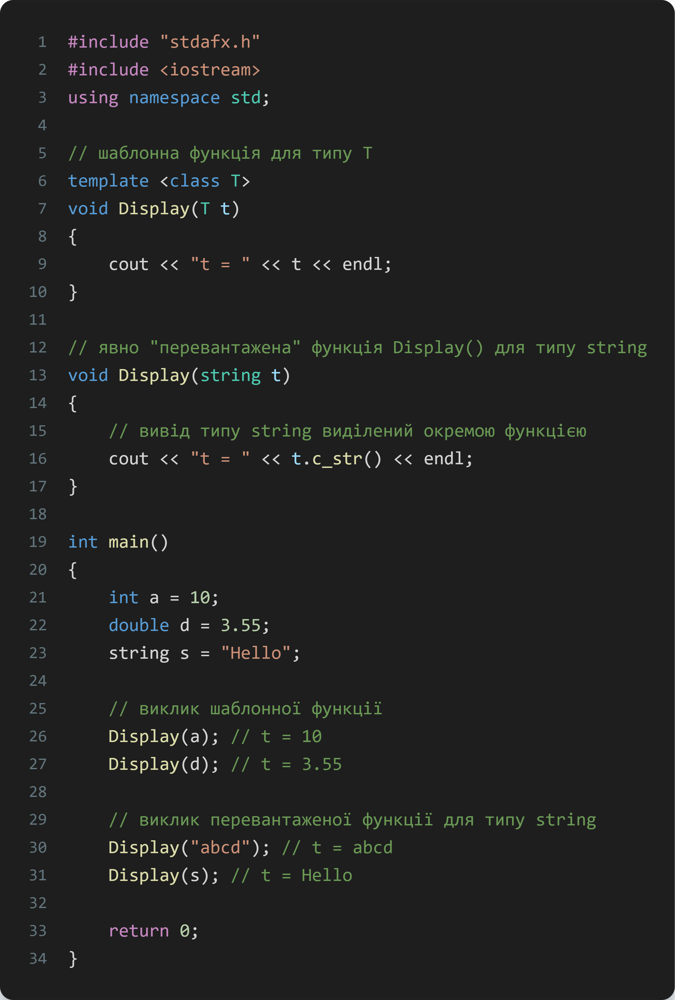 1 #include "stdafx.h"
2 #include <iostream>
3 using namespace std;
4
5 // шаблонна функція для типу T
6 template <class T>
7 void Display(T t)
8 {
9     cout << "t = " << t << endl;
10 }
11
12 // явно "перевантажена" функція Display() для типу string
13 void Display(string t)
14 {
15     // вивід типу string виділений окремою функцією
16     cout << "t = " << t.c_str() << endl;
17 }
18
19 int main()
20 {
21     int a = 10;
22     double d = 3.55;
23     string s = "Hello";
24
25     // виклик шаблонної функції
26     Display(a); // t = 10
27     Display(d); // t = 3.55
28
29     // виклик перевантаженої функції для типу string
30     Display("abcd"); // t = abcd
31     Display(s); // t = Hello
32
33     return 0;
34 }